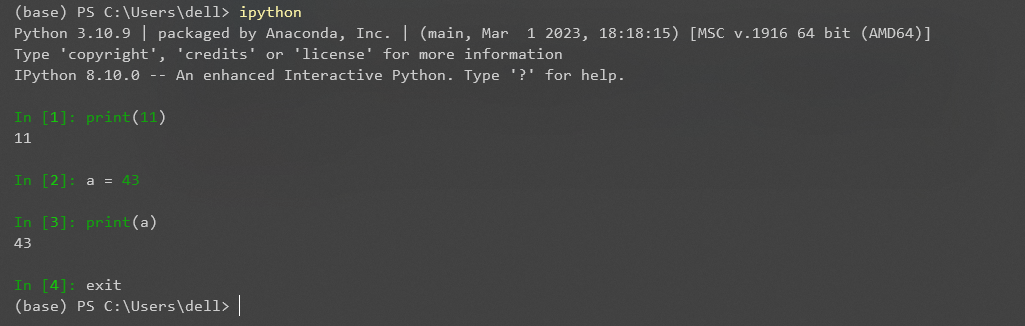 (base) PS C:\Users\dell> ipython
Python 3.10.9 | packaged by Anaconda, Inc. | (main, Mar  1 2023, 18:18:15) [MSC v.1916 64 bit (AMD64)]
Type 'copyright', 'credits' or 'license' for more information
IPython 8.10.0 -- An enhanced Interactive Python. Type '?' for help.
In [1]: print(11)
11
In [2]: a = 43
In [3]: print(a)
43
In [4]: exit
(base) PS C:\Users\dell>